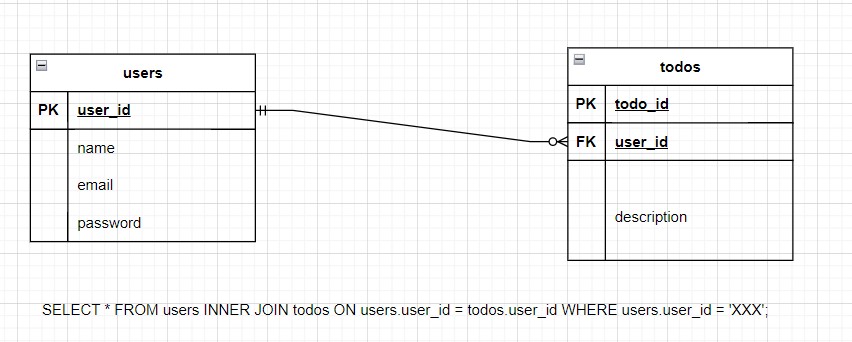 users
PK user_id
name
email
password
todos
PK todo_id
FK user_id
description
SELECT * FROM users INNER JOIN todos ON users.user_id = todos.user_id WHERE users.user_id = 'XXX';